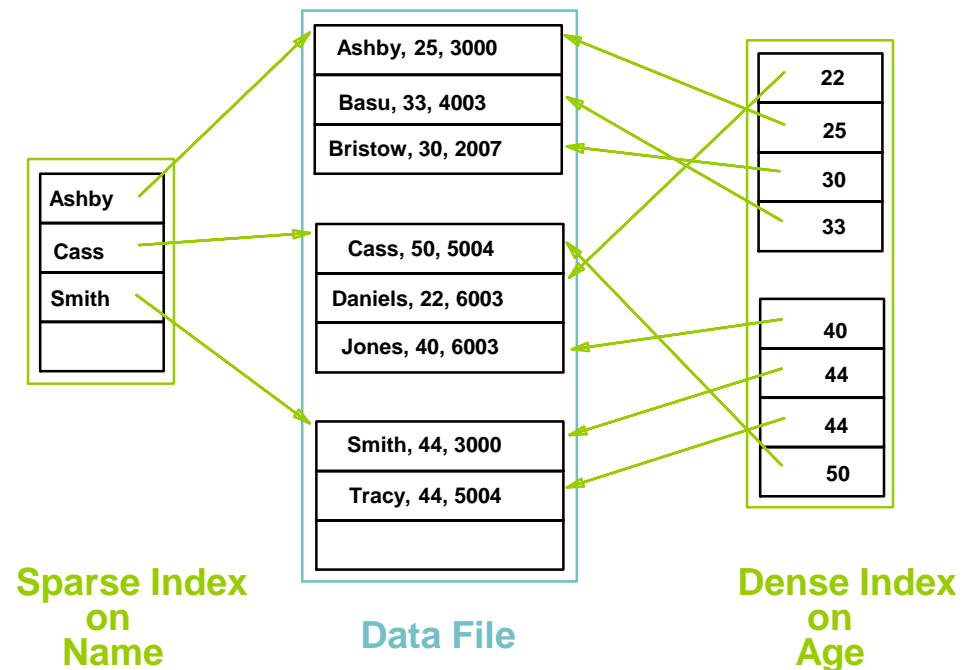 Ashby
Cass
Smith
Sparse Index
on
Name
Ashby, 25, 3000
Basu, 33, 4003
Bristow, 30, 2007
Cass, 50, 5004
Daniels, 22, 6003
Jones, 40, 6003
Smith, 44, 3000
Tracy, 44, 5004
Data File
22
25
30
33
40
44
44
50
Dense Index
on
Age